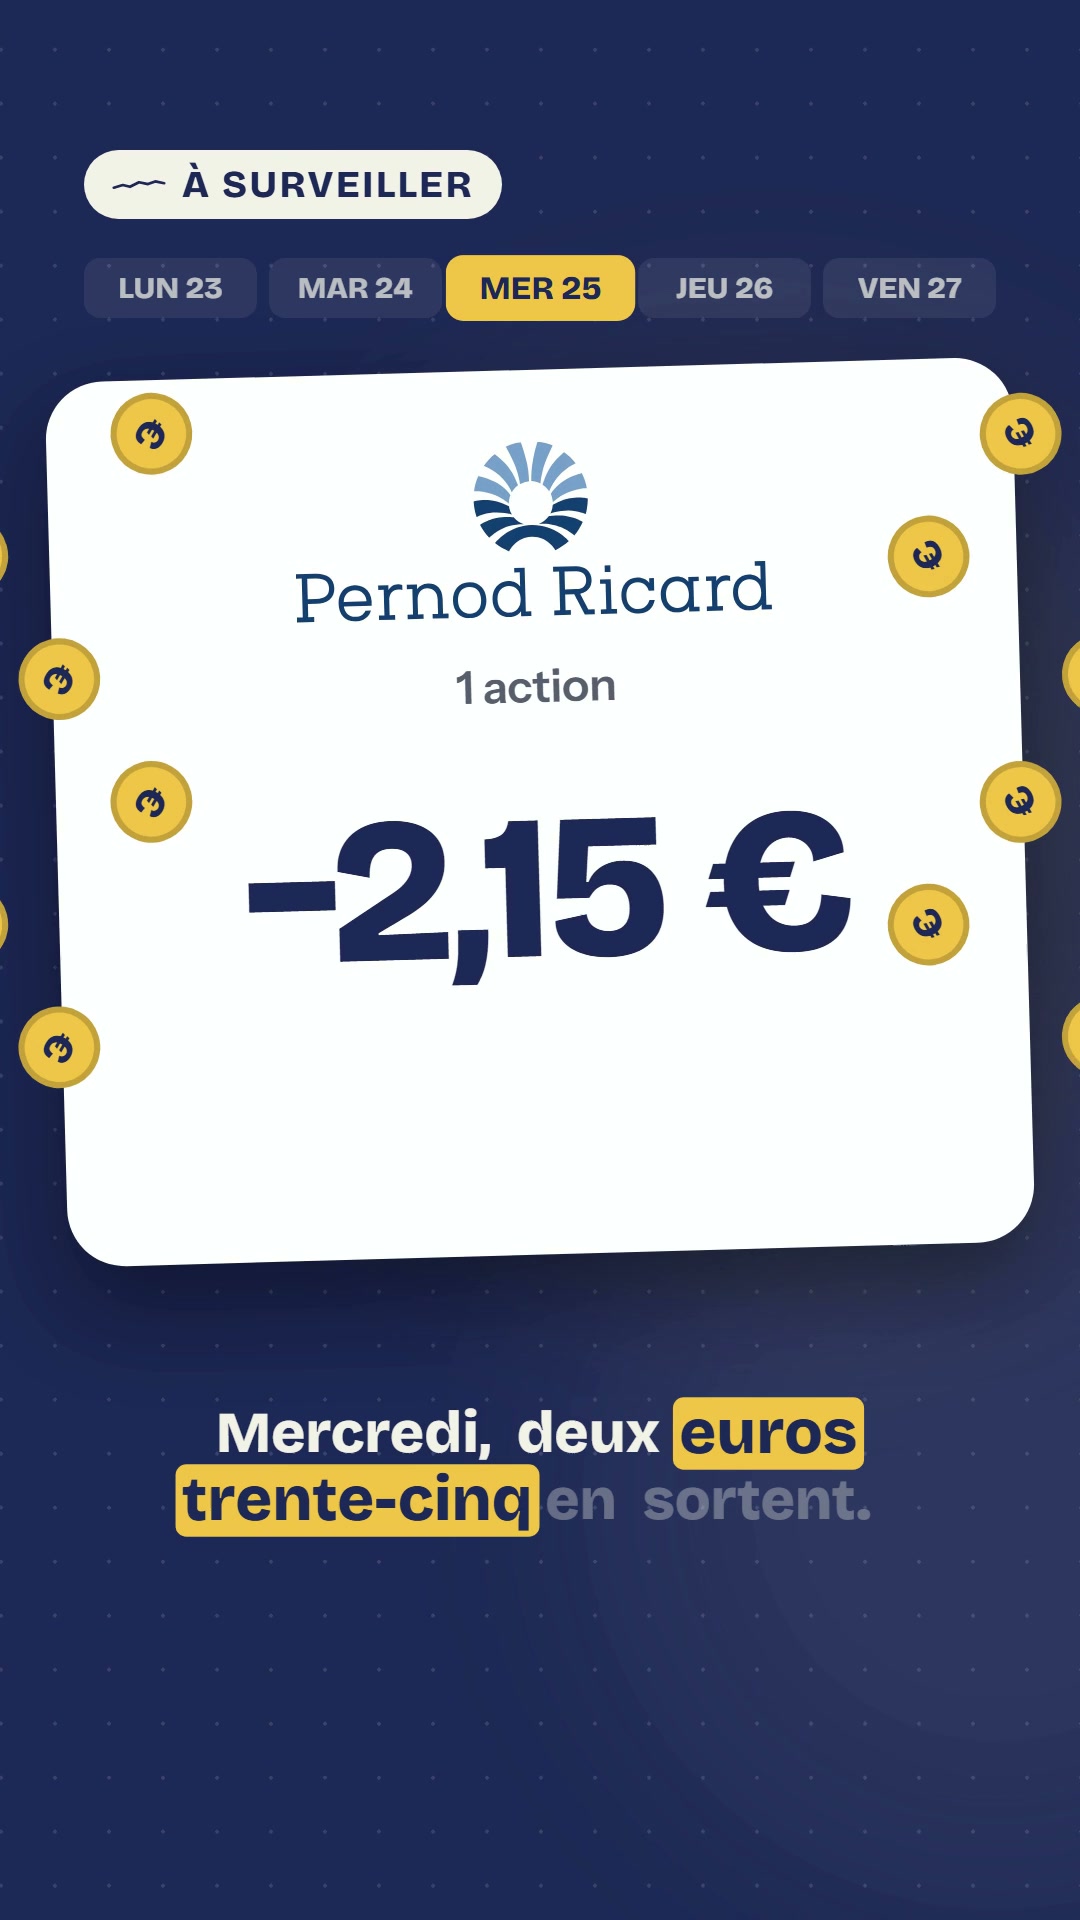 À SURVEILLER
LUN 23 MAR 24 MER 25 JEU 26 VEN 27
Pernod Ricard
1 action
-2,15 €
Mercredi, deux euros
trente-cinq en sortent.